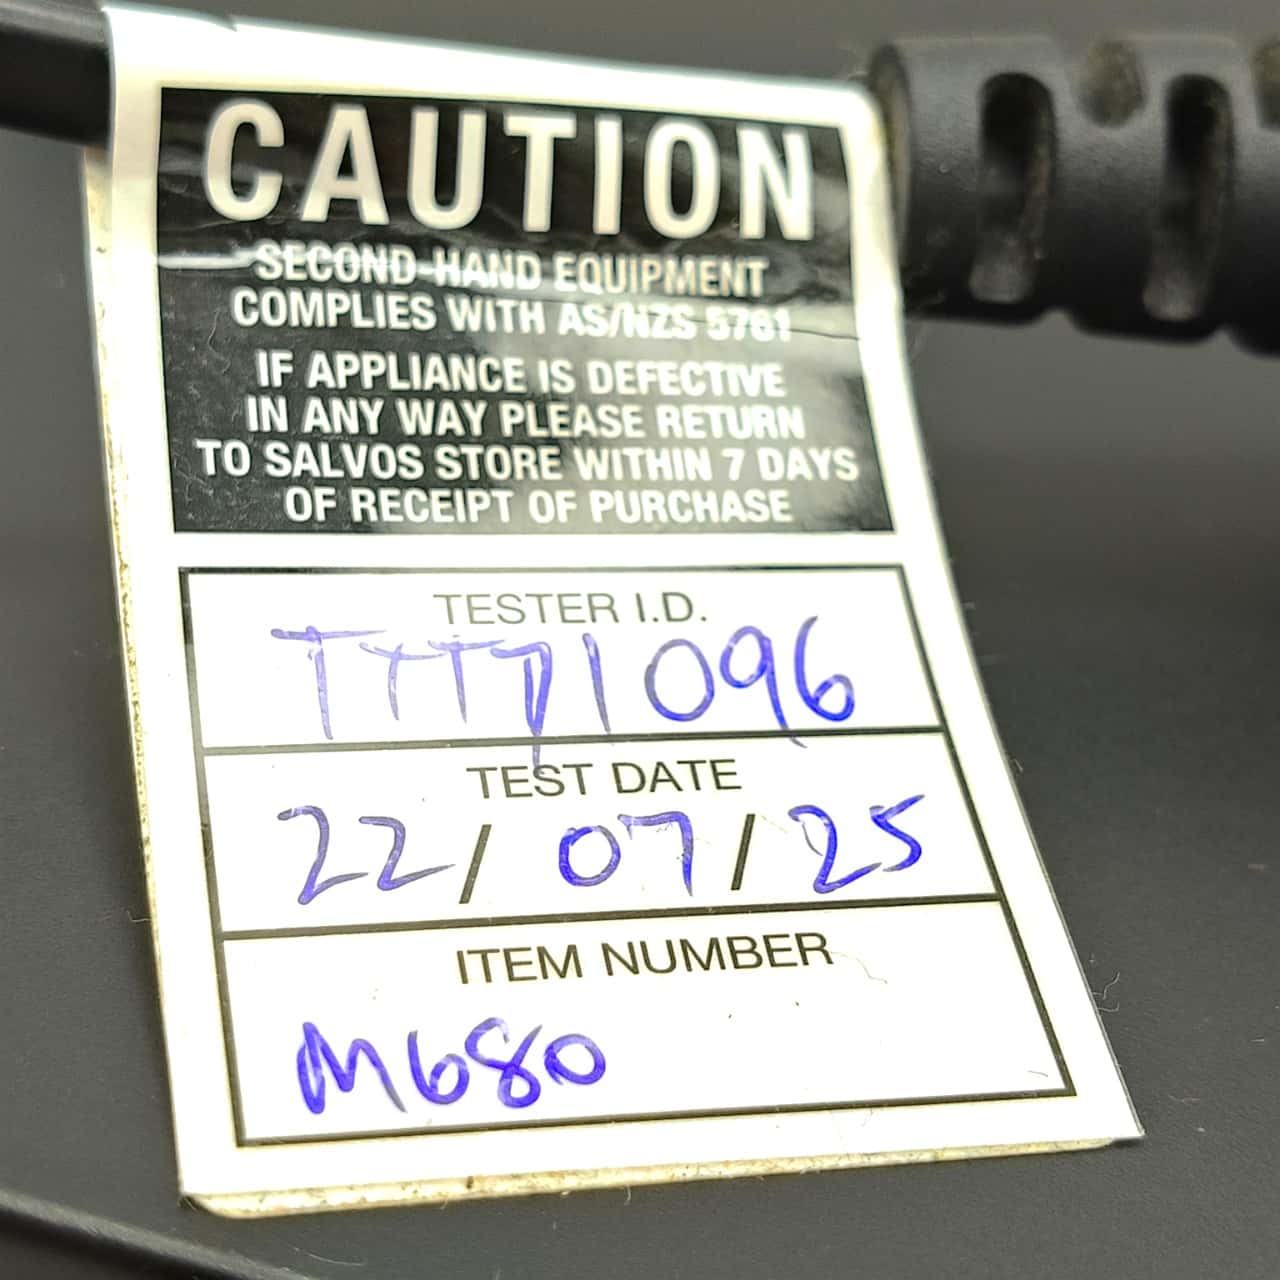 CAUTION
SECOND-HAND EQUIPMENT
COMPLIES WITH AS/NZS 5761
IF APPLIANCE IS DEFECTIVE
IN ANY WAY PLEASE RETURN
TO SALVOS STORE WITHIN 7 DAYS
OF RECEIPT OF PURCHASE
TESTER I.D.
TEST DATE
22/07/25
ITEM NUMBER
M680